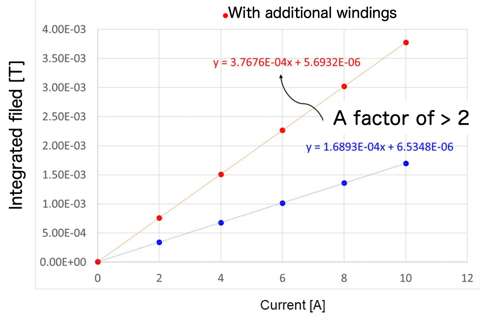 With additional windings
4.00E-03
3.50E-03
3.00E-03
2.50E-03
2.00E-03
1.50E-03
1.00E-03
5.00E-04
0.00E+00
Integrated filed [T]
y = 3.7676E-04x + 5.6932E-06
A factor of > 2
y = 1.6893E-04x + 6.5348E-06
0 2 4 6 8 10 12
Current [A]